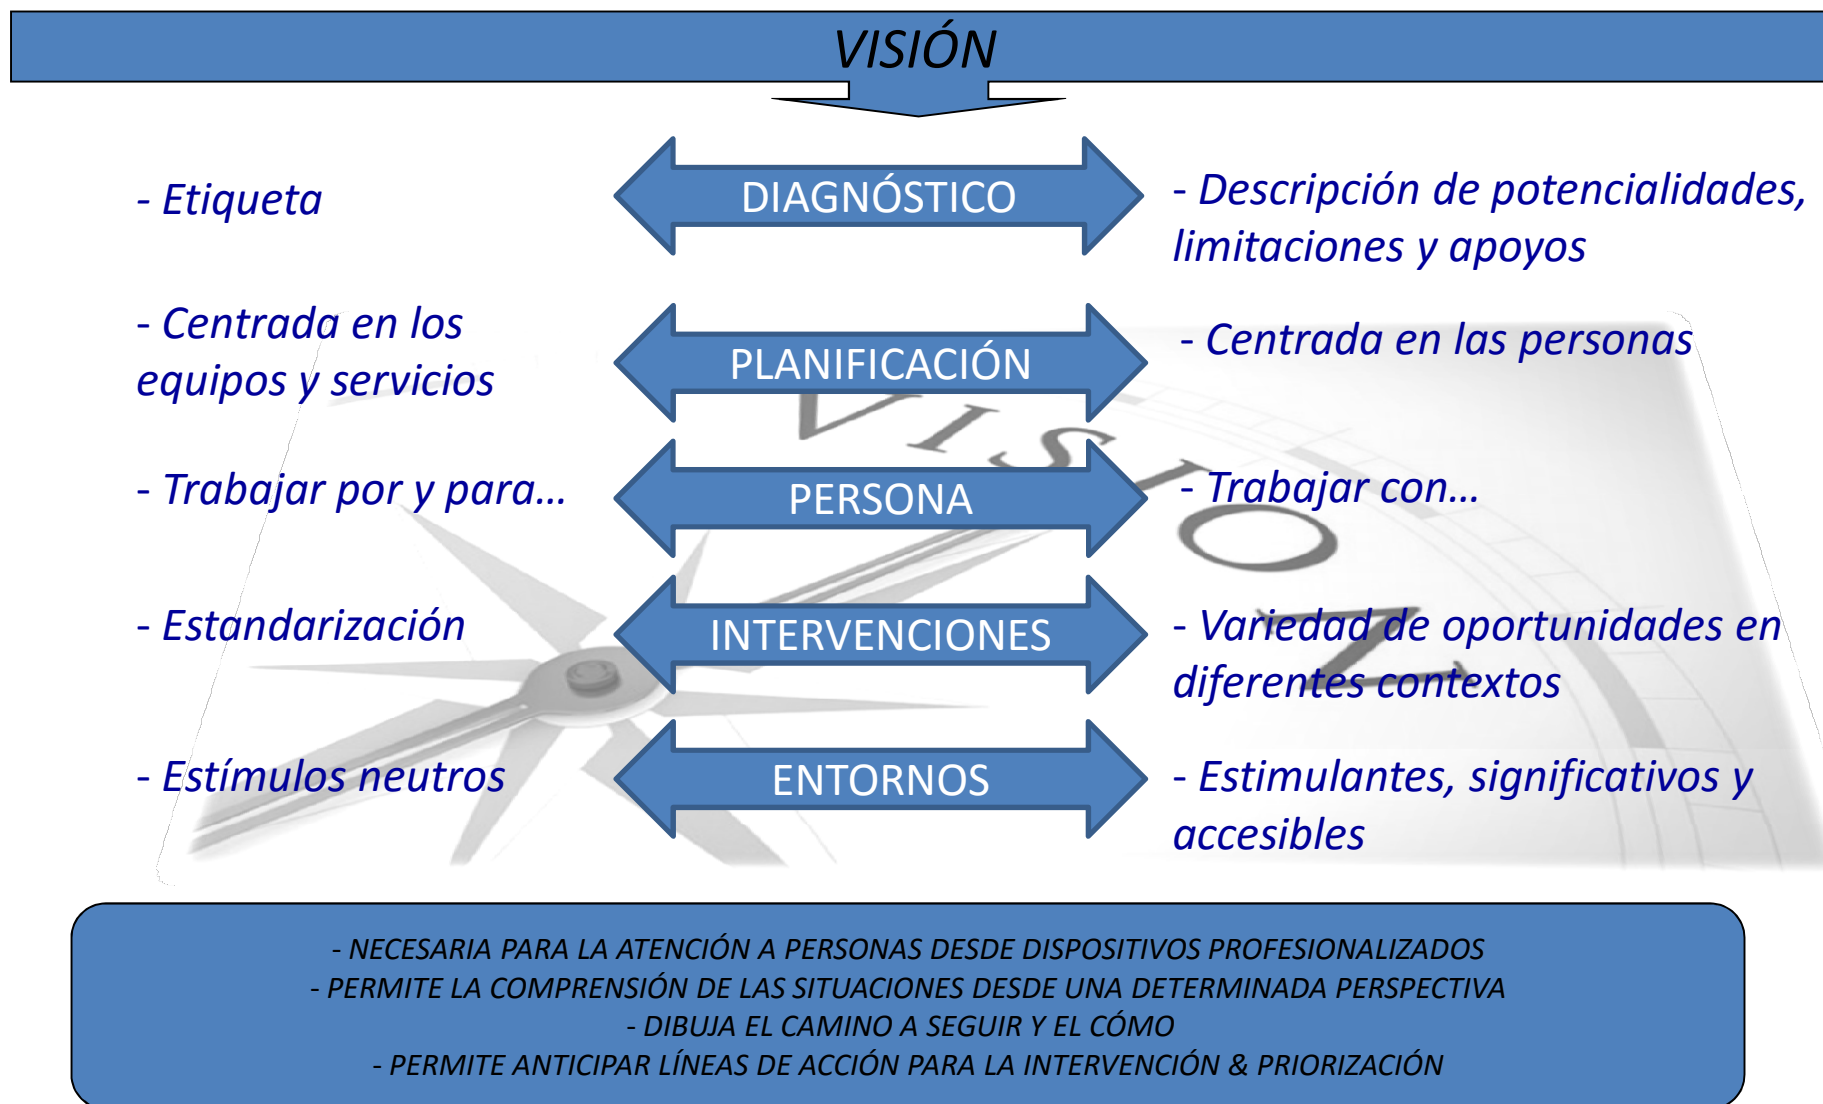 VISIÓN
- Etiqueta
DIAGNÓSTICO
- Descripción de potencialidades,
limitaciones y apoyos
- Centrada en los
equipos y servicios
PLANIFICACIÓN
- Centrada en las personas
- Trabajar por y para…
PERSONA
- Trabajar con…
- Estandarización
INTERVENCIONES
- Variedad de oportunidades en
diferentes contextos
- Estímulos neutros
ENTORNOS
- Estimulantes, significativos y
accesibles
VISION
- NECESARIA PARA LA ATENCIÓN A PERSONAS DESDE DISPOSITIVOS PROFESIONALIZADOS
- PERMITE LA COMPRENSIÓN DE LAS SITUACIONES DESDE UNA DETERMINADA PERSPECTIVA
- DIBUJA EL CAMINO A SEGUIR Y EL CÓMO
- PERMITE ANTICIPAR LÍNEAS DE ACCIÓN PARA LA INTERVENCIÓN & PRIORIZACIÓN